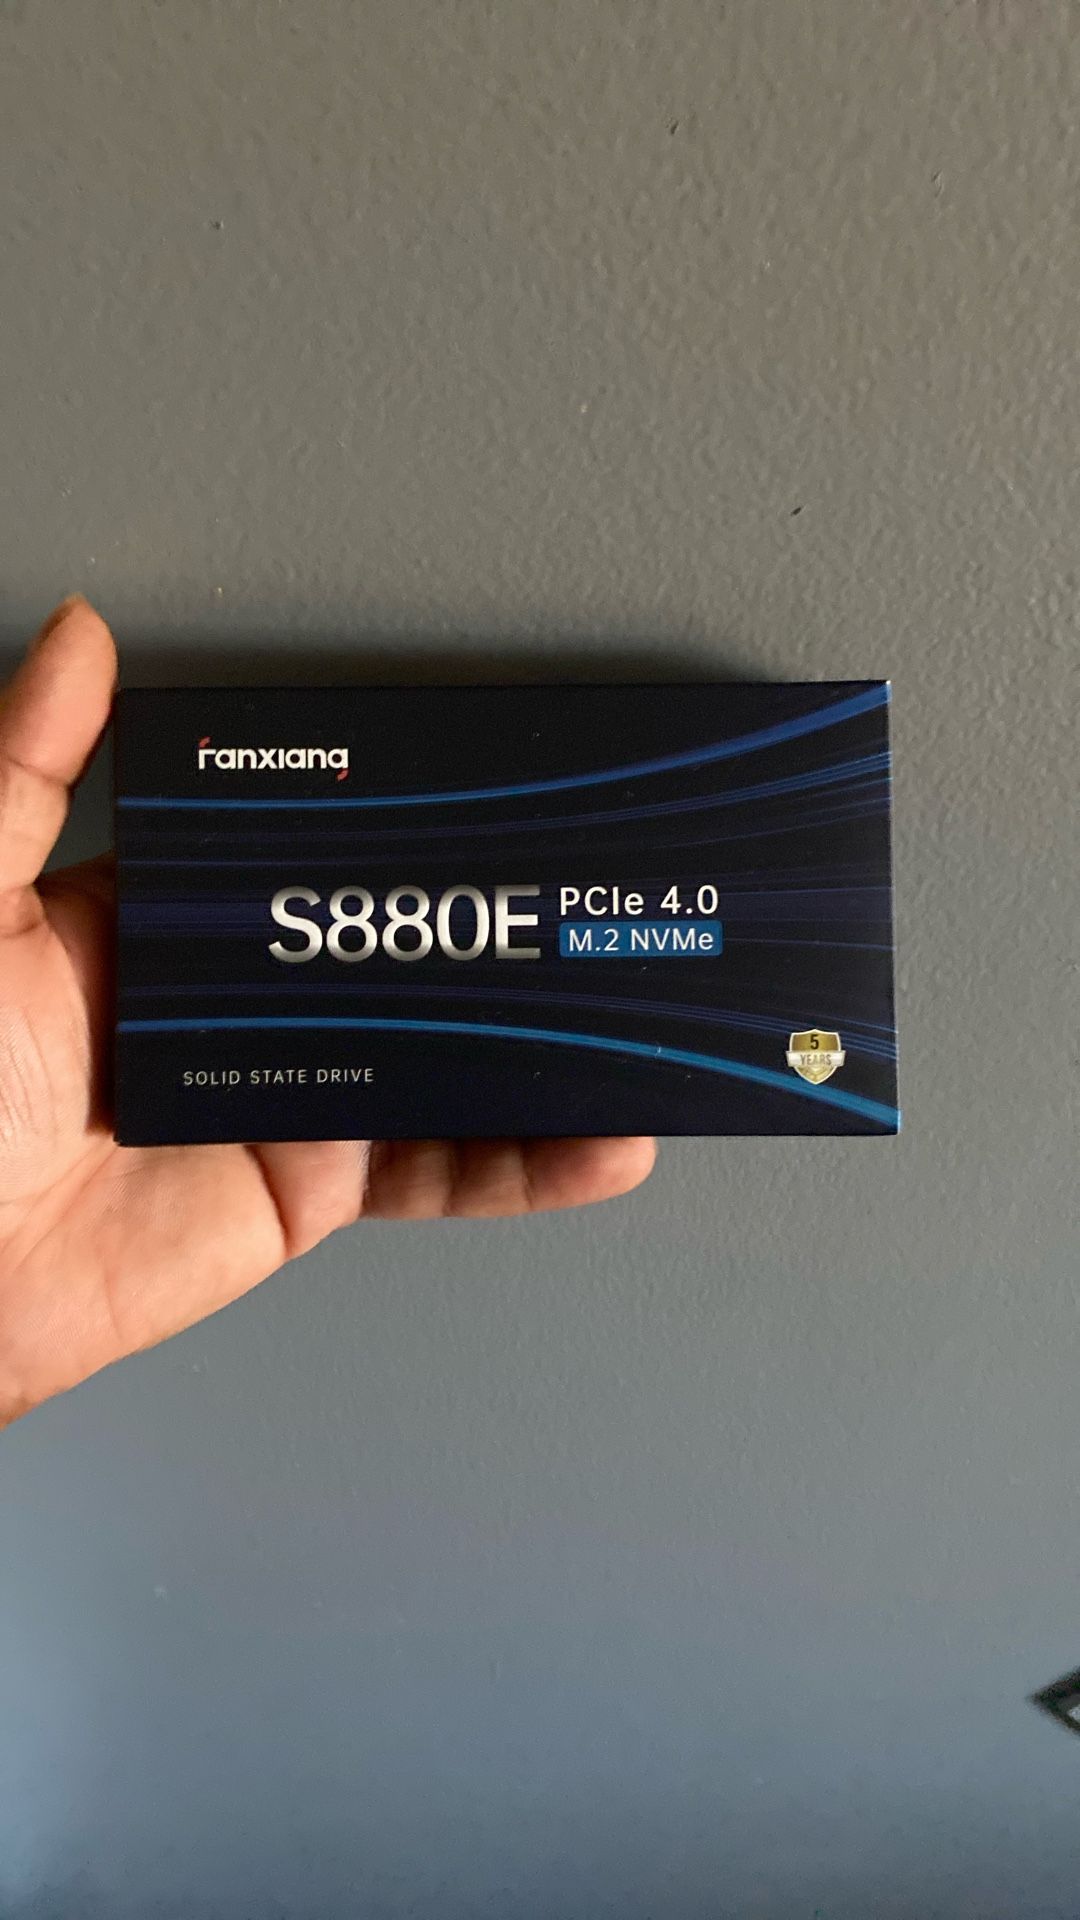 fanxiang
S880E
PCIe 4.0
M.2 NVMe
5
YEARS
SOLID STATE DRIVE